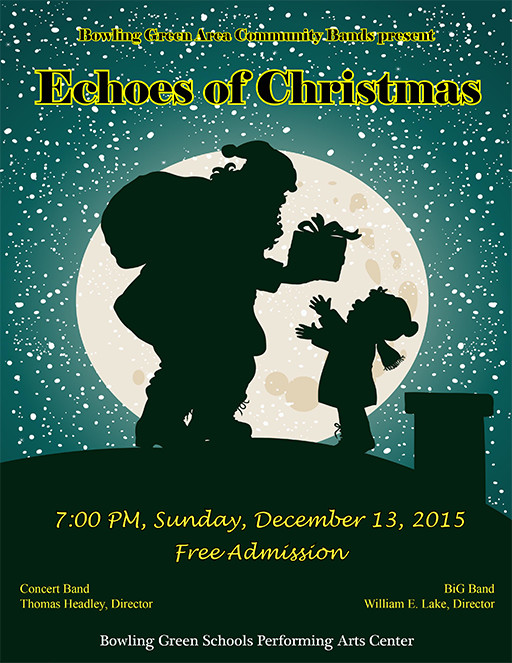 Bowling Green Area Community Bands present
Echoes of Christmas
7:00 PM, Sunday, December 13, 2015
Free Admission
Concert Band
Thomas Headley, Director
BiG Band
William E. Lake, Director
Bowling Green Schools Performing Arts Center